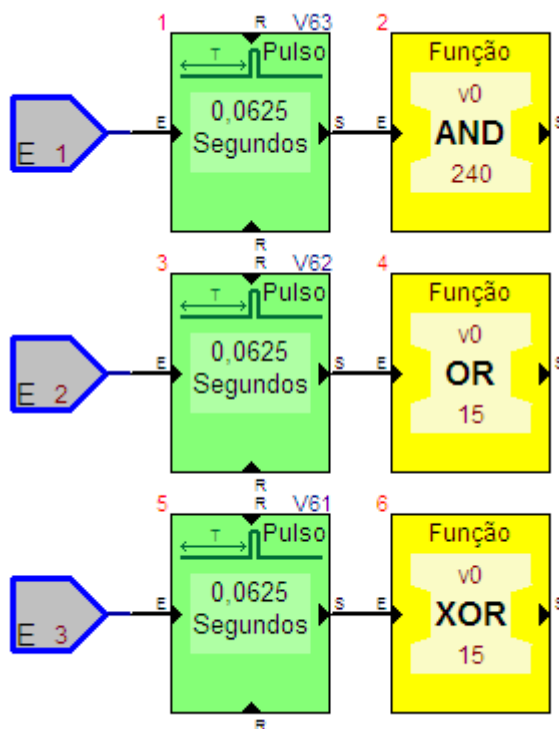 1 R V63 2
Pulso Função
T
E 1 E 0,0625 Segundos S E v0 AND 240 S
R
3 R V62 4
Pulso Função
T
E 2 E 0,0625 Segundos S E v0 OR 15 S
R
5 R V61 6
Pulso Função
T
E 3 E 0,0625 Segundos S E v0 XOR 15 S
R